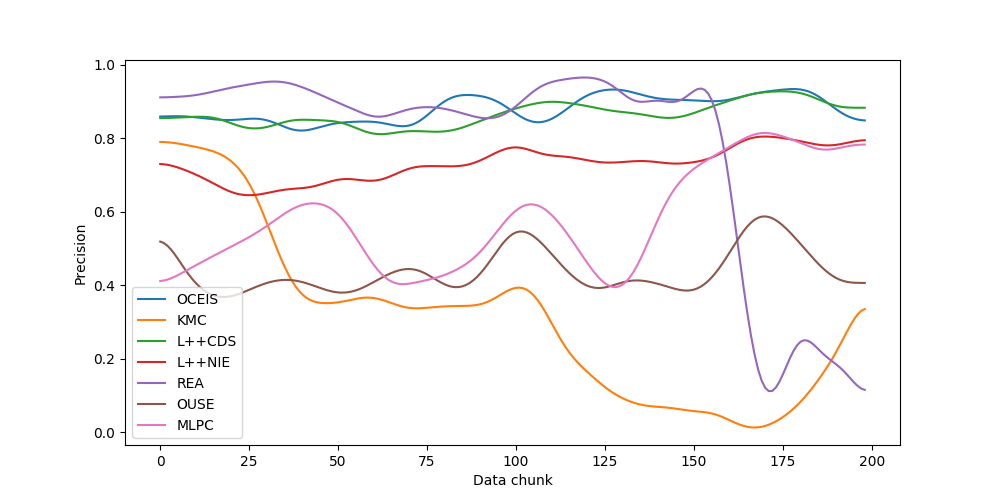 1.0
0.8
0.6
0.4
0.2
0.0
Precision
OCEIS
KMC
L++CDS
L++NIE
REA
OUSE
MLPC
0 25 50 75 100 125 150 175 200
Data chunk